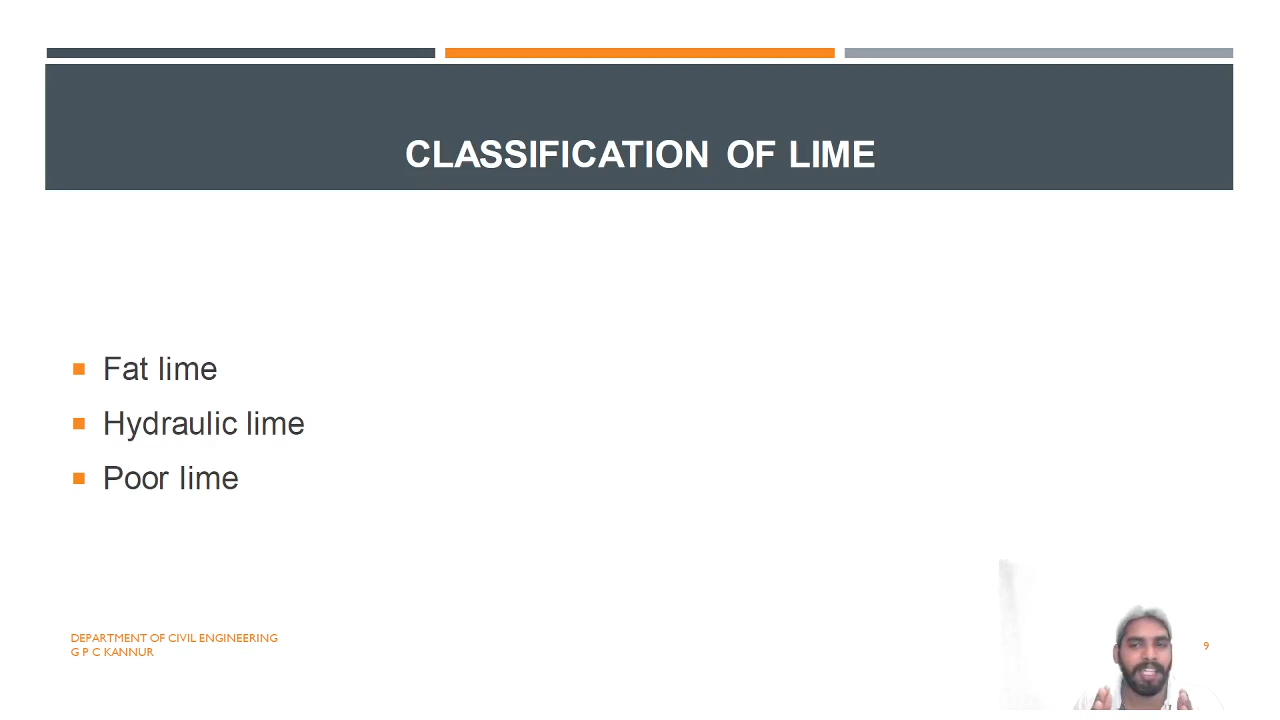 CLASSIFICATION OF LIME
Fat lime
Hydraulic lime
Poor lime
DEPARTMENT OF CIVIL ENGINEERING
G P C KANNUR
9